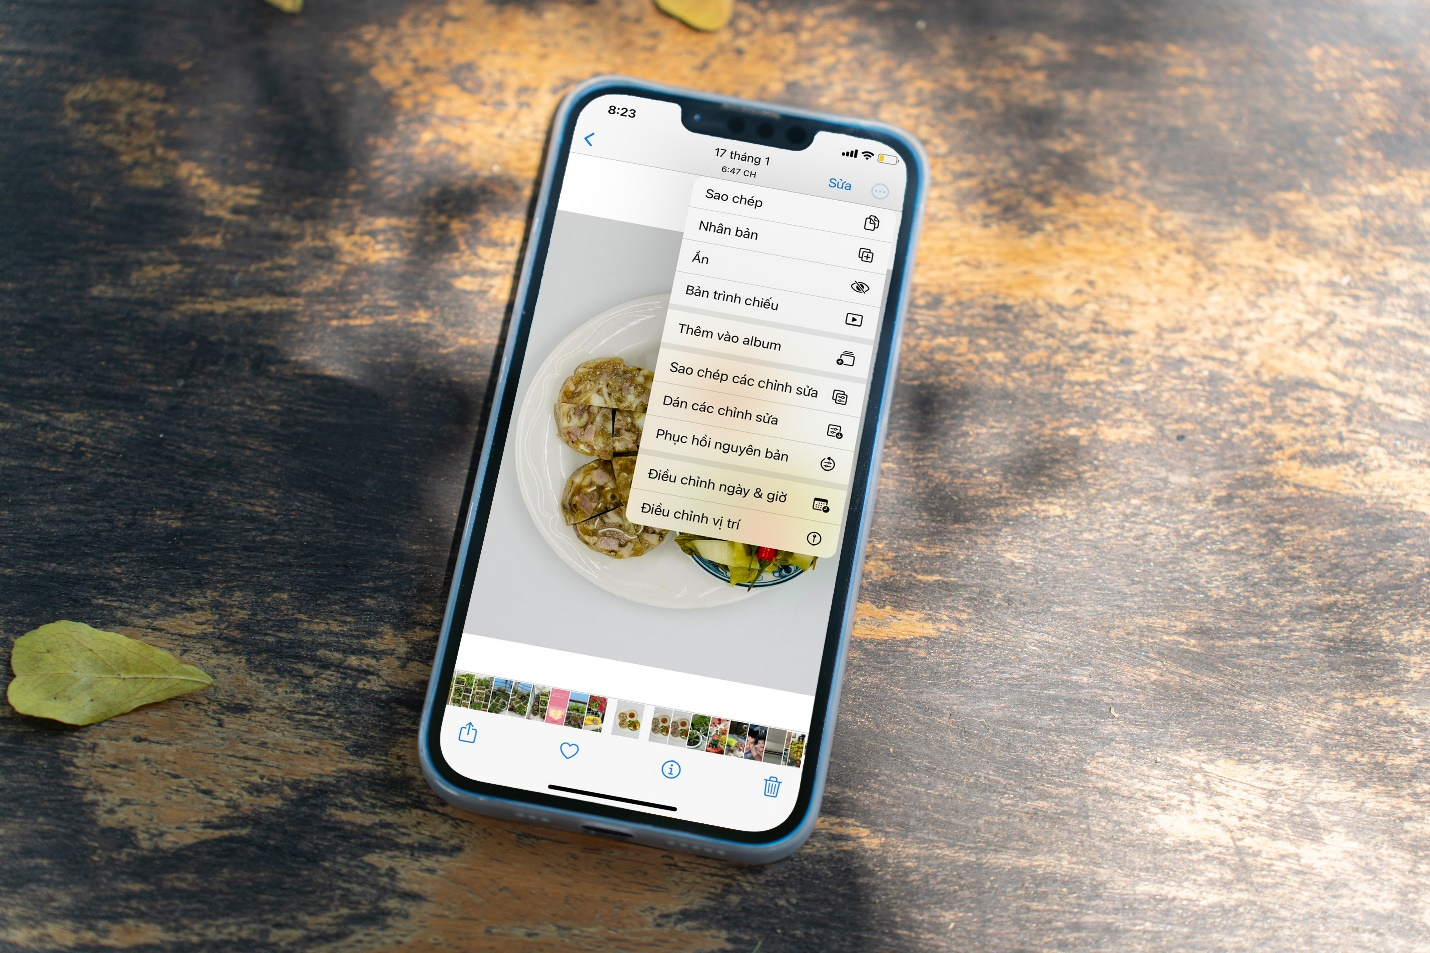 8:23
17 tháng 1
6:47 CH
Sửa
Sao chép
Nhân bản
Ẩn
Bản trình chiếu
Thêm vào album
Sao chép các chỉnh sửa
Dán các chỉnh sửa
Phục hồi nguyên bản
Điều chỉnh ngày & giờ
Điều chỉnh vị trí